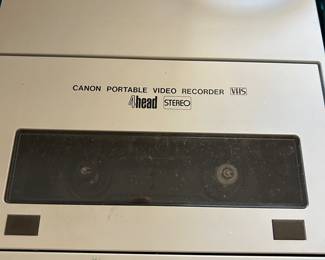 CANON PORTABLE VIDEO RECORDER VHS
4head STEREO